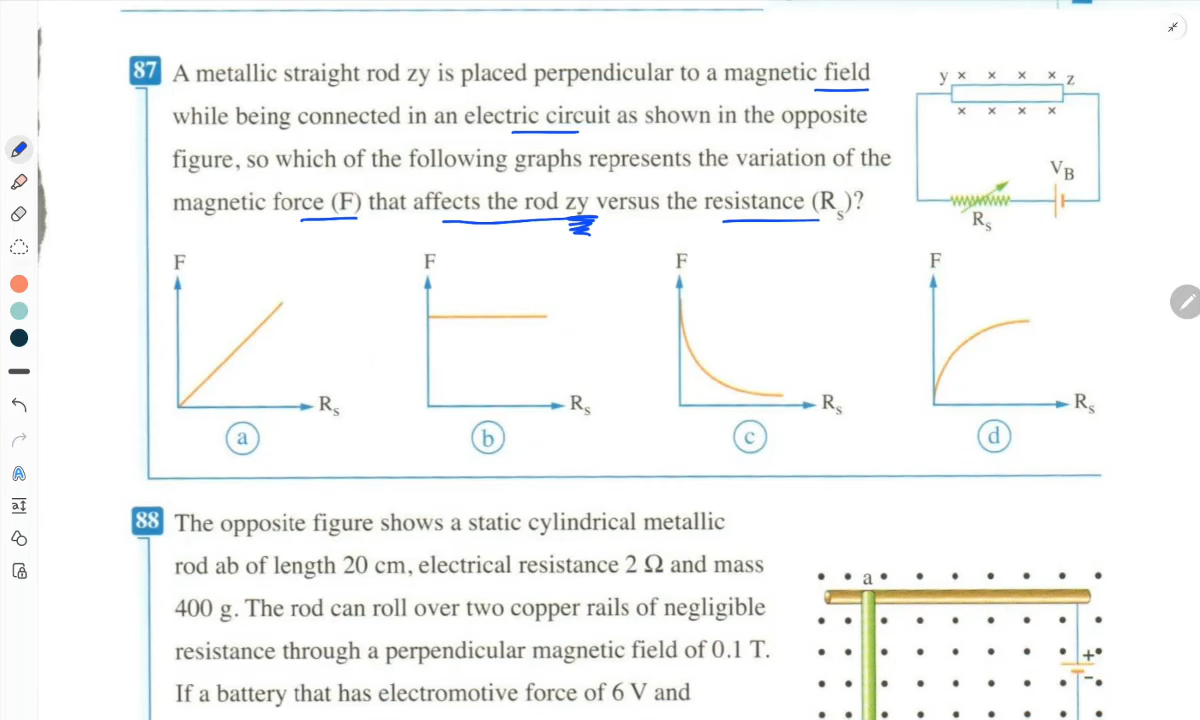 87 A metallic straight rod zy is placed perpendicular to a magnetic field
while being connected in an electric circuit as shown in the opposite
figure, so which of the following graphs represents the variation of the
magnetic force (F) that affects the rod zy versus the resistance (Rs)?
y × × × × z
× × × ×
VB
Rs
F F F F
Rs Rs Rs Rs
a b c d
88 The opposite figure shows a static cylindrical metallic
rod ab of length 20 cm, electrical resistance 2 Ω and mass
400 g. The rod can roll over two copper rails of negligible
resistance through a perpendicular magnetic field of 0.1 T.
If a battery that has electromotive force of 6 V and
a
+
-